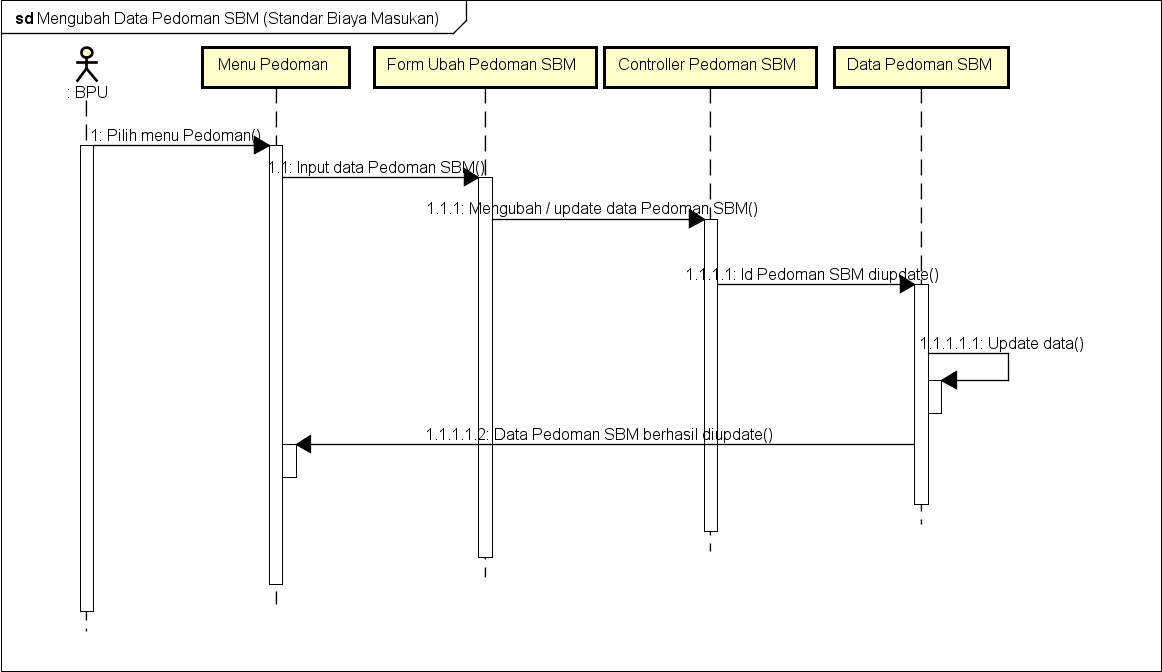 sd Mengubah Data Pedoman SBM (Standar Biaya Masukan)
: BPU
Menu Pedoman
Form Ubah Pedoman SBM
Controller Pedoman SBM
Data Pedoman SBM
1: Pilih menu Pedoman()
1.1: Input data Pedoman SBM()
1.1.1: Mengubah / update data Pedoman SBM()
1.1.1.1: Id Pedoman SBM diupdate()
1.1.1.1.1: Update data()
1.1.1.1.2: Data Pedoman SBM berhasil diupdate()